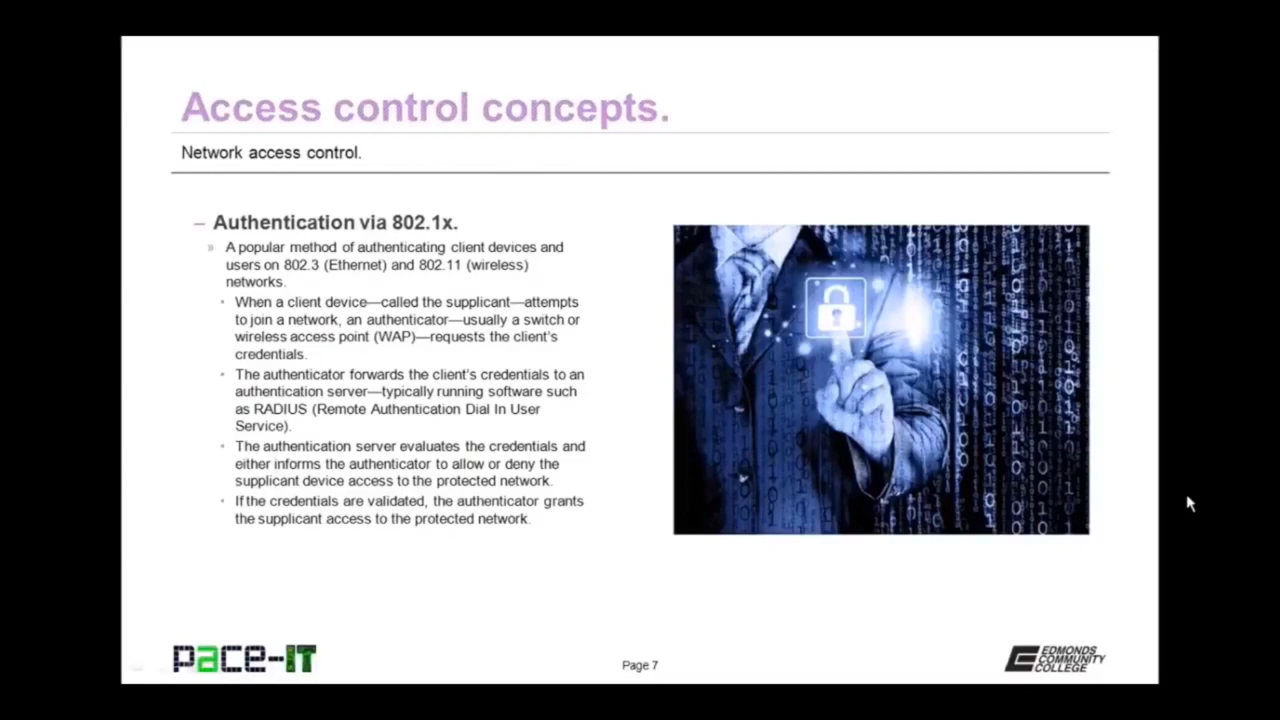 Access control concepts.
Network access control.
– Authentication via 802.1x.
» A popular method of authenticating client devices and
users on 802.3 (Ethernet) and 802.11 (wireless)
networks.
• When a client device—called the supplicant—attempts
to join a network, an authenticator—usually a switch or
wireless access point (WAP)—requests the client's
credentials.
• The authenticator forwards the client's credentials to an
authentication server—typically running software such
as RADIUS (Remote Authentication Dial In User
Service).
• The authentication server evaluates the credentials and
either informs the authenticator to allow or deny the
supplicant device access to the protected network.
• If the credentials are validated, the authenticator grants
the supplicant access to the protected network.
pace-IT
Page 7
EDMONDS
COMMUNITY
COLLEGE